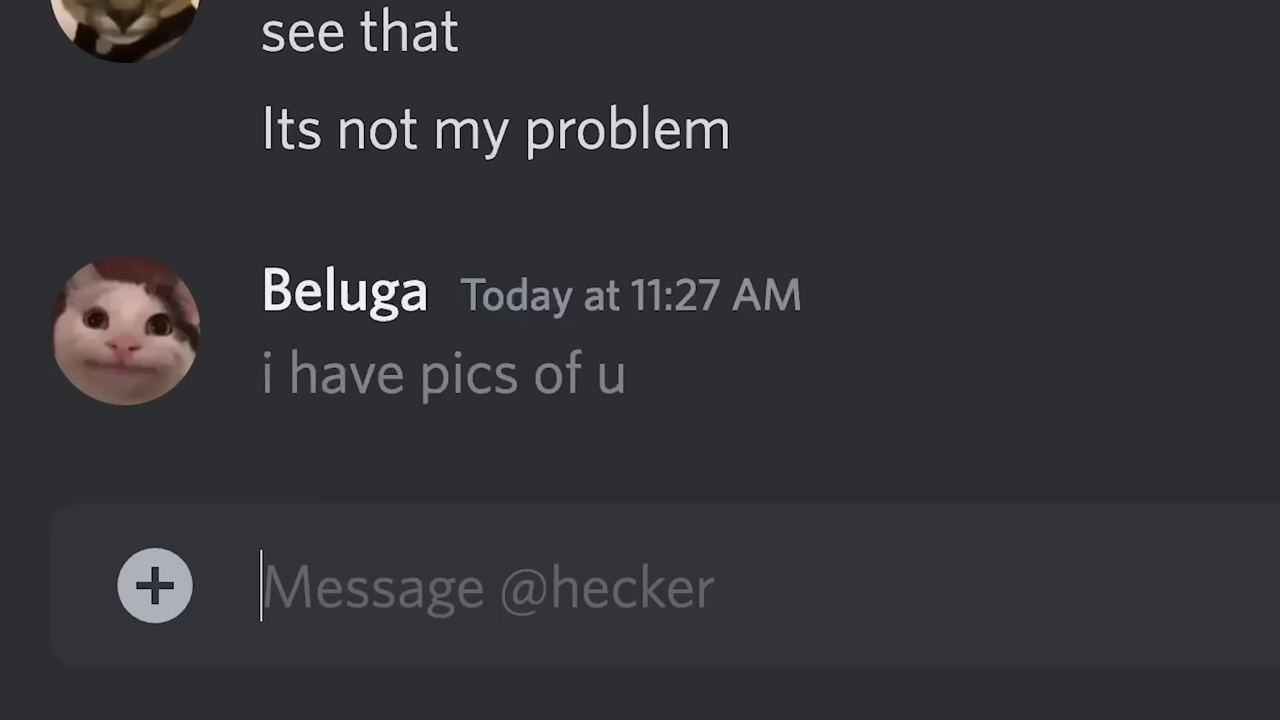 see that
Its not my problem
Beluga Today at 11:27 AM
i have pics of u
Message @hecker